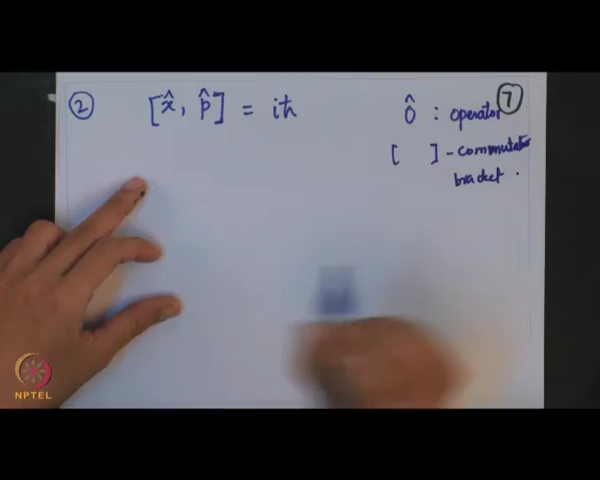 ② [x̂, p̂] = iħ
Ô : operator
⑦
[ ] - commutator
bracket .
NPTEL